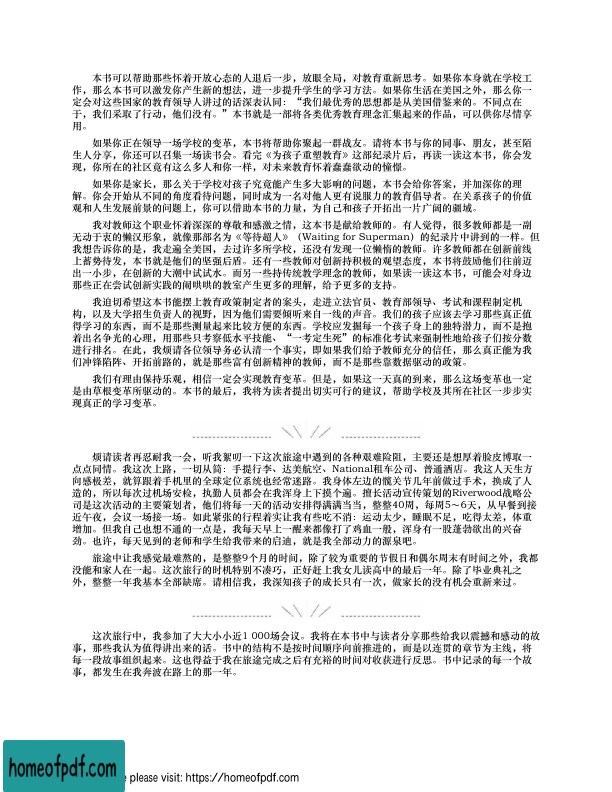 本书可以帮助那些怀着开放心态的人退后一步，放眼全局，对教育重新思考。如果你本身就在学校工
作，那么本书可以激发你产生新的想法，进一步提升学生的学习方法。如果你生活在美国之外，那么你一
定会对这些国家的教育领导人讲过的话深表认同：“我们最优秀的思想都是从美国借鉴来的。不同点在
于，我们采取了行动，他们没有。”本书就是一部将各类优秀教育理念汇集起来的作品，可以供你尽情享
用。
如果你正在领导一场学校的变革，本书将帮助你聚起一群战友。请将本书与你的同事、朋友，甚至陌
生人分享，你还可以召集一场读书会。看完《为孩子重塑教育》这部纪录片后，再读一读这本书，你会发
现，你所在的社区竟有这么多人和你一样，对未来教育怀着蠢蠢欲动的憧憬。
如果你是家长，那么关于学校对孩子究竟能产生多大影响的问题，本书会给你答案，并加深你的理
解。你会开始从不同的角度看待问题，同时成为一名对他人更有说服力的教育倡导者。在关系孩子的价值
观和人生发展前景的问题上，你可以借助本书的力量，为自己和孩子开拓出一片广阔的疆域。
我对教师这个职业怀着深深的尊敬和感激之情，这本书是献给教师的。有人觉得，很多教师都是一副
无动于衷的懒汉形象，就像那部名为《等待超人》（Waiting for Superman）的纪录片中讲到的一样。但
我想告诉你的是，我走遍全美国，去过许多所学校，还没有发现一位懒惰的教师。许多教师都在创新前线
上蓄势待发，本书就是他们的坚强后盾。还有一些教师对创新持积极的观望态度，本书将鼓励他们往前迈
出一小步，在创新的大潮中试试水。而另一些持传统教学理念的教师，如果读一读这本书，可能会对身边
那些正在尝试创新实践的闹哄哄的教室产生更多的理解，给予更多的支持。
我迫切希望这本书能摆上教育政策制定者的案头，走进立法官员、教育部领导、考试和课程制定机
构，以及大学招生负责人的视野，因为他们需要倾听来自一线的声音。我们的孩子应该去学习那些真正值
得学习的东西，而不是那些测量起来比较方便的东西。学校应发掘每一个孩子身上的独特潜力，而不是抱
着出名争光的心理，用那些只考察低水平技能、“一考定生死”的标准化考试来强制性地给孩子们按分数
进行排名。在此，我烦请各位领导务必认清一个事实，即如果我们给予教师充分的信任，那么真正能为我
们冲锋陷阵、开拓前路的，就是那些富有创新精神的教师，而不是那些靠数据驱动的政策。
我们有理由保持乐观，相信一定会实现教育变革。但是，如果这一天真的到来，那么这场变革也一定
是由草根变革所驱动的。本书的最后，我将为读者提出切实可行的建议，帮助学校及其所在社区一步步实
现真正的学习变革。
烦请读者再忍耐我一会，听我絮叨一下这次旅途中遇到的各种艰难险阻，主要还是想厚着脸皮博取一
点点同情。我这次上路，一切从简：手提行李、达美航空、National租车公司、普通酒店。我这人天生方
向感极差，就算跟着手机里的全球定位系统也经常迷路。我身体左边的髋关节几年前做过手术，换成了人
造的，所以每次过机场安检，执勤人员都会在我浑身上下摸个遍。擅长活动宣传策划的Riverwood战略公
司是这次活动的主要策划者，他们将每一天的活动安排得满满当当，整整40周，每周5～6天，从早餐到接
近午夜，会议一场接一场。如此紧张的行程着实让我有些吃不消：运动太少，睡眠不足，吃得太差，体重
增加。但我自己也想不通的一点是，我每天早上一醒来都像打了鸡血一般，浑身有一股蓬勃欲出的兴奋
劲。也许，每天见到的老师和学生给我带来的启迪，就是我全部动力的源泉吧。
旅途中让我感觉最难熬的，是整整9个月的时间，除了较为重要的节假日和偶尔周末有时间之外，我都
没能和家人在一起。这次旅行的时机特别不凑巧，正好赶上我女儿读高中的最后一年。除了毕业典礼之
外，整整一年我基本全部缺席。请相信我，我深知孩子的成长只有一次，做家长的没有机会重新来过。
这次旅行中，我参加了大大小小近1 000场会议。我将在本书中与读者分享那些给我以震撼和感动的故
事，那些我认为值得讲出来的话。书中的结构不是按时间顺序向前推进的，而是以连贯的章节为主线，将
每一段故事组织起来。这也得益于我在旅途完成之后有充裕的时间对收获进行反思。书中记录的每一个故
事，都发生在我奔波在路上的那一年。
homeofpdf.com
please visit: https://homeofpdf.com